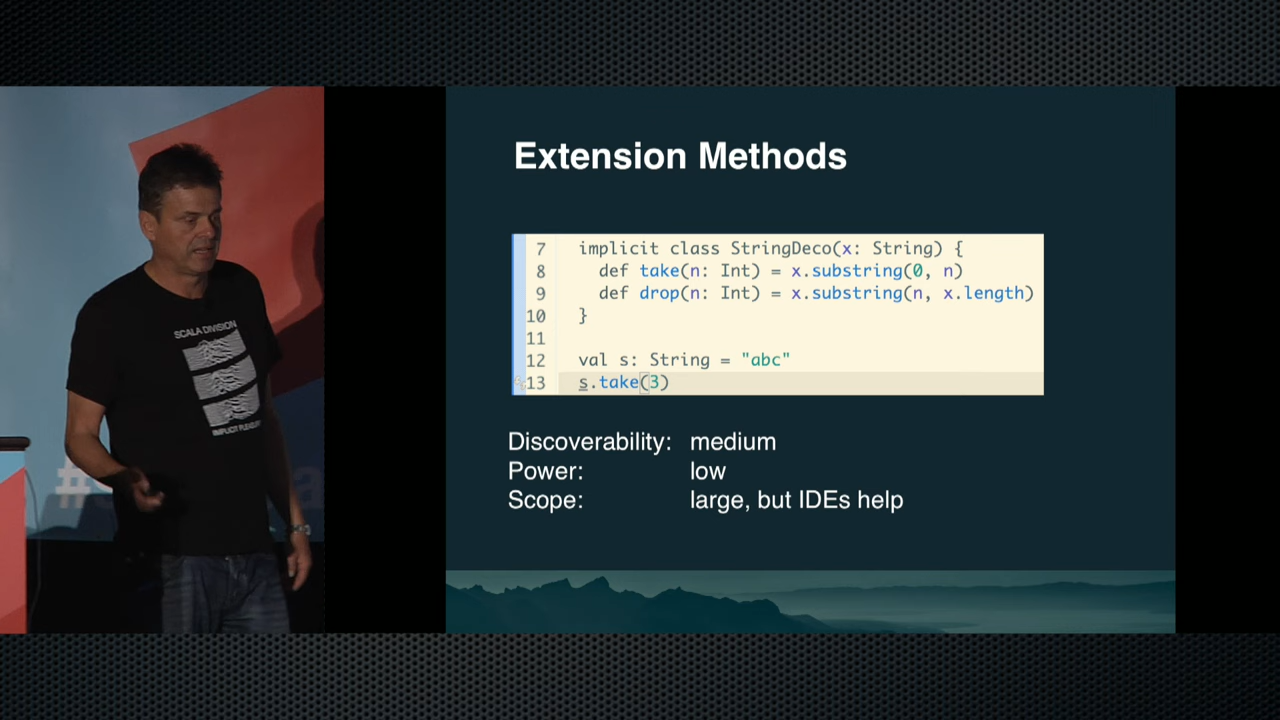 Extension Methods
7 implicit class StringDeco(x: String) {
8 def take(n: Int) = x.substring(0, n)
9 def drop(n: Int) = x.substring(n, x.length)
10 }
11
12 val s: String = "abc"
13 s.take(3)
Discoverability: medium
Power: low
Scope: large, but IDEs help
SCALA DIVISION